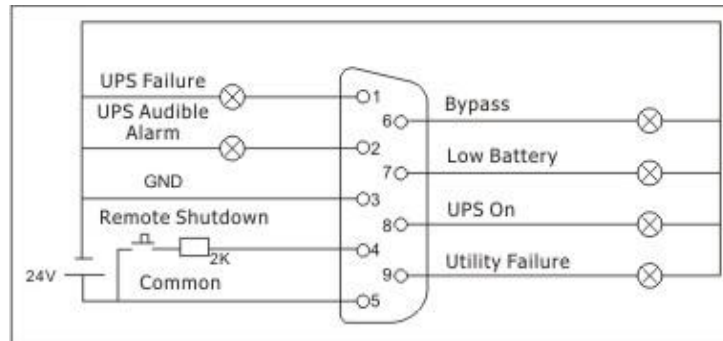 UPS Failure
1
UPS Audible
Alarm
2
GND
3
Remote Shutdown
2K
4
24V
Common
5
6
Bypass
7
Low Battery
8
UPS On
9
Utility Failure